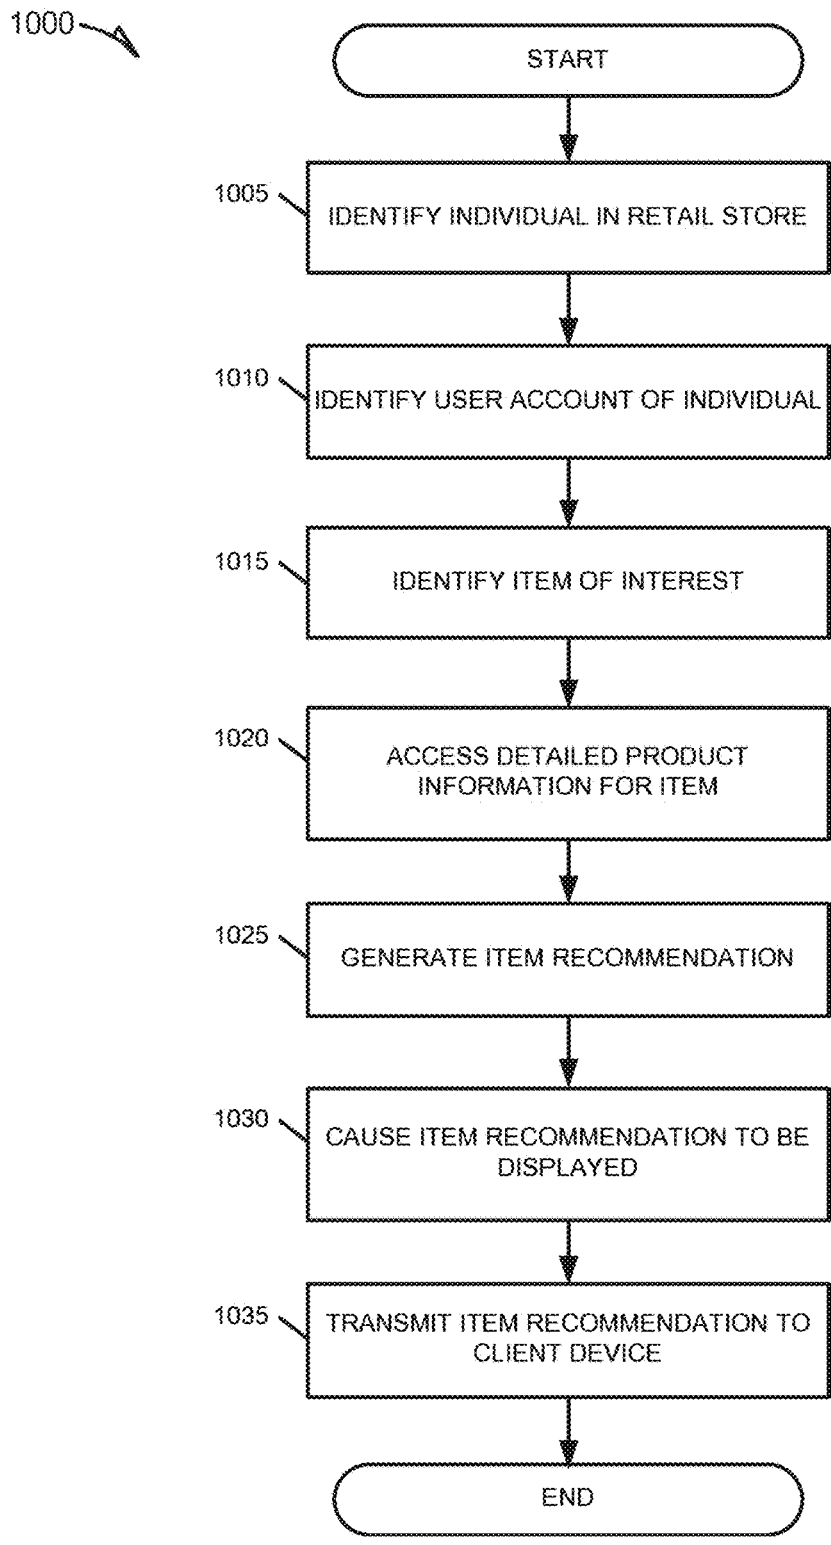 1000
START
1005
IDENTIFY INDIVIDUAL IN RETAIL STORE
1010
IDENTIFY USER ACCOUNT OF INDIVIDUAL
1015
IDENTIFY ITEM OF INTEREST
1020
ACCESS DETAILED PRODUCT
INFORMATION FOR ITEM
1025
GENERATE ITEM RECOMMENDATION
1030
CAUSE ITEM RECOMMENDATION TO BE
DISPLAYED
1035
TRANSMIT ITEM RECOMMENDATION TO
CLIENT DEVICE
END